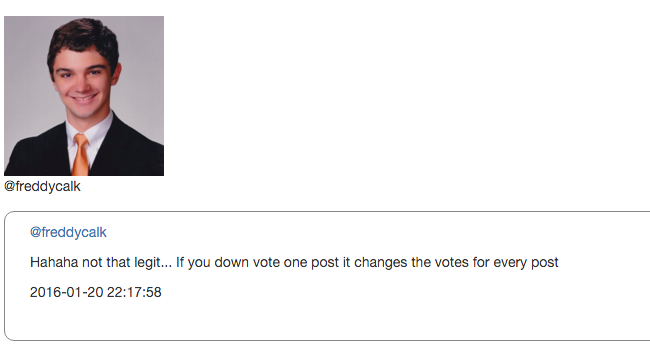 @freddycalk
@freddycalk
Hahaha not that legit... If you down vote one post it changes the votes for every post
2016-01-20 22:17:58